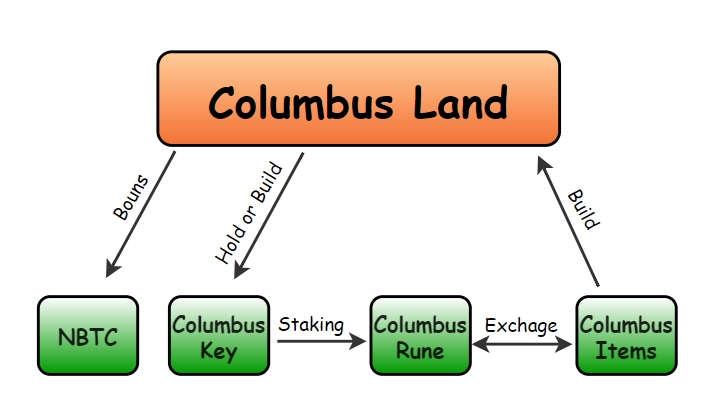 Columbus Land
Bouns
Hold or Build
Build
NBTC
Columbus
Key
Staking
Columbus
Rune
Exchage
Columbus
Items